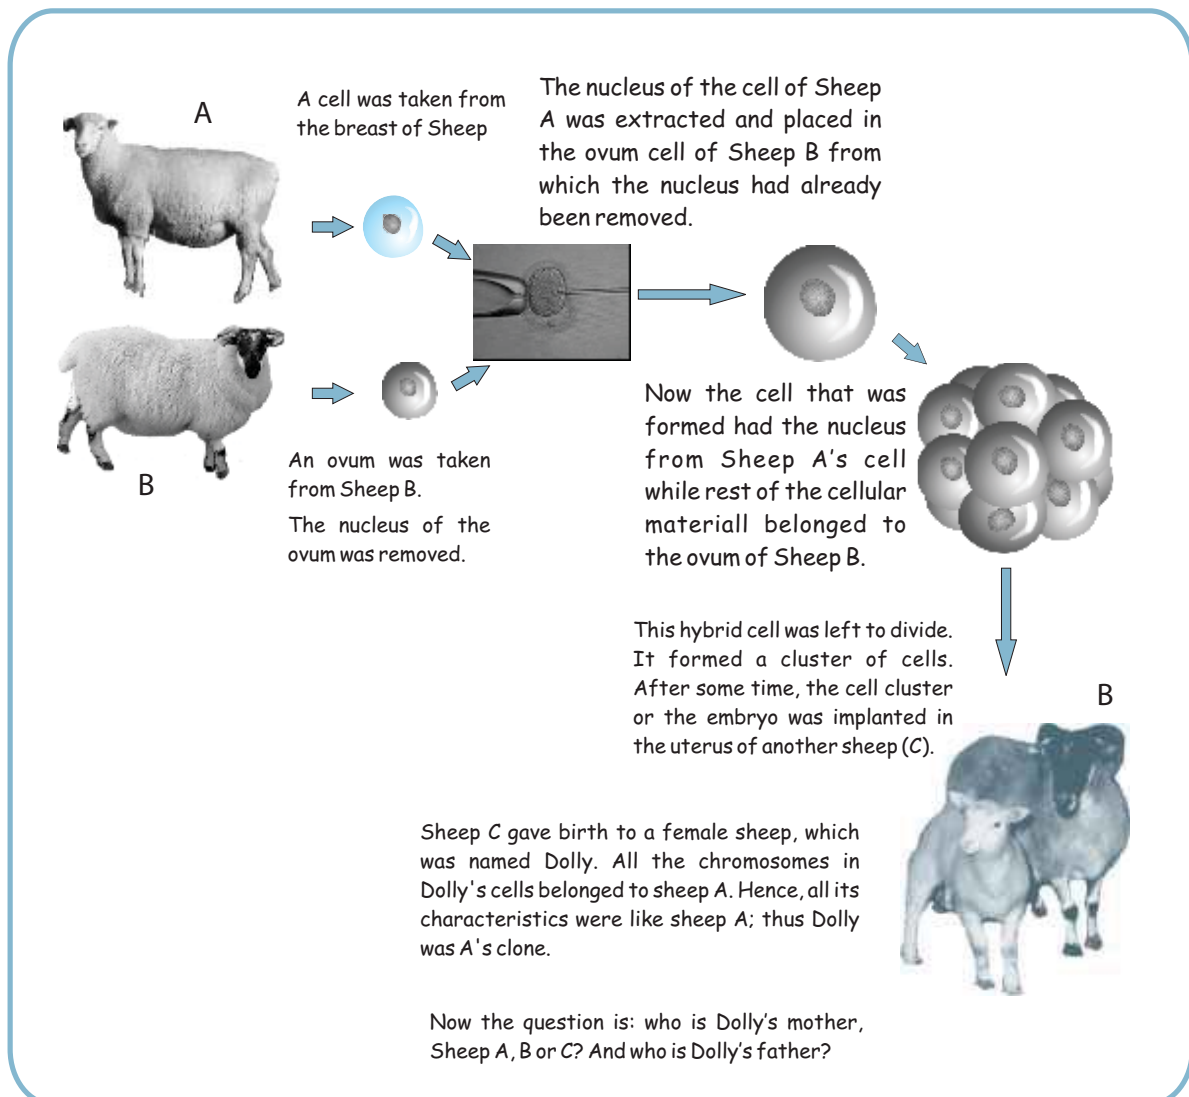 A
A cell was taken from
the breast of Sheep
The nucleus of the cell of Sheep
A was extracted and placed in
the ovum cell of Sheep B from
which the nucleus had already
been removed.
B
An ovum was taken
from Sheep B.
The nucleus of the
ovum was removed.
Now the cell that was
formed had the nucleus
from Sheep A's cell
while rest of the cellular
materiall belonged to
the ovum of Sheep B.
This hybrid cell was left to divide.
It formed a cluster of cells.
After some time, the cell cluster
or the embryo was implanted in
the uterus of another sheep (C).
B
Sheep C gave birth to a female sheep, which
was named Dolly. All the chromosomes in
Dolly's cells belonged to sheep A. Hence, all its
characteristics were like sheep A; thus Dolly
was A's clone.
Now the question is: who is Dolly's mother,
Sheep A, B or C? And who is Dolly's father?